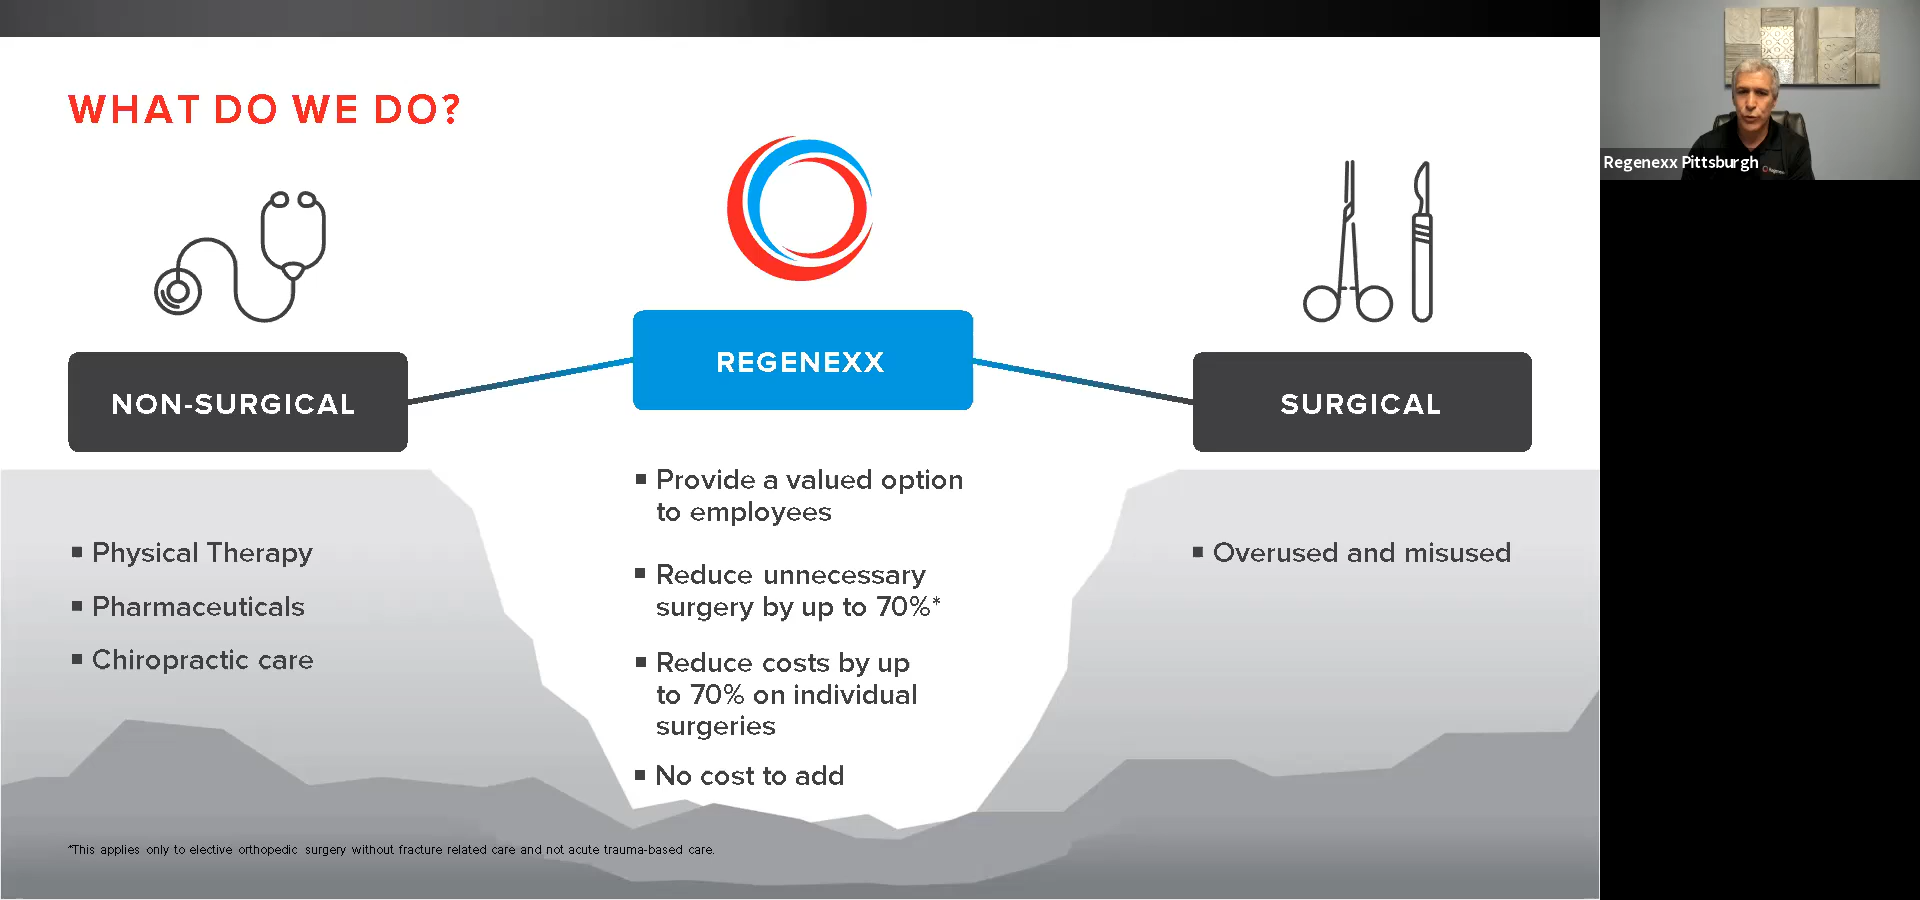 WHAT DO WE DO?
Regenexx Pittsburgh
NON-SURGICAL
REGENEXX
SURGICAL
▪ Physical Therapy
▪ Pharmaceuticals
▪ Chiropractic care
▪ Provide a valued option
to employees
▪ Reduce unnecessary
surgery by up to 70%*
▪ Reduce costs by up
to 70% on individual
surgeries
▪ No cost to add
▪ Overused and misused
*This applies only to elective orthopedic surgery without fracture related care and not acute trauma-based care.